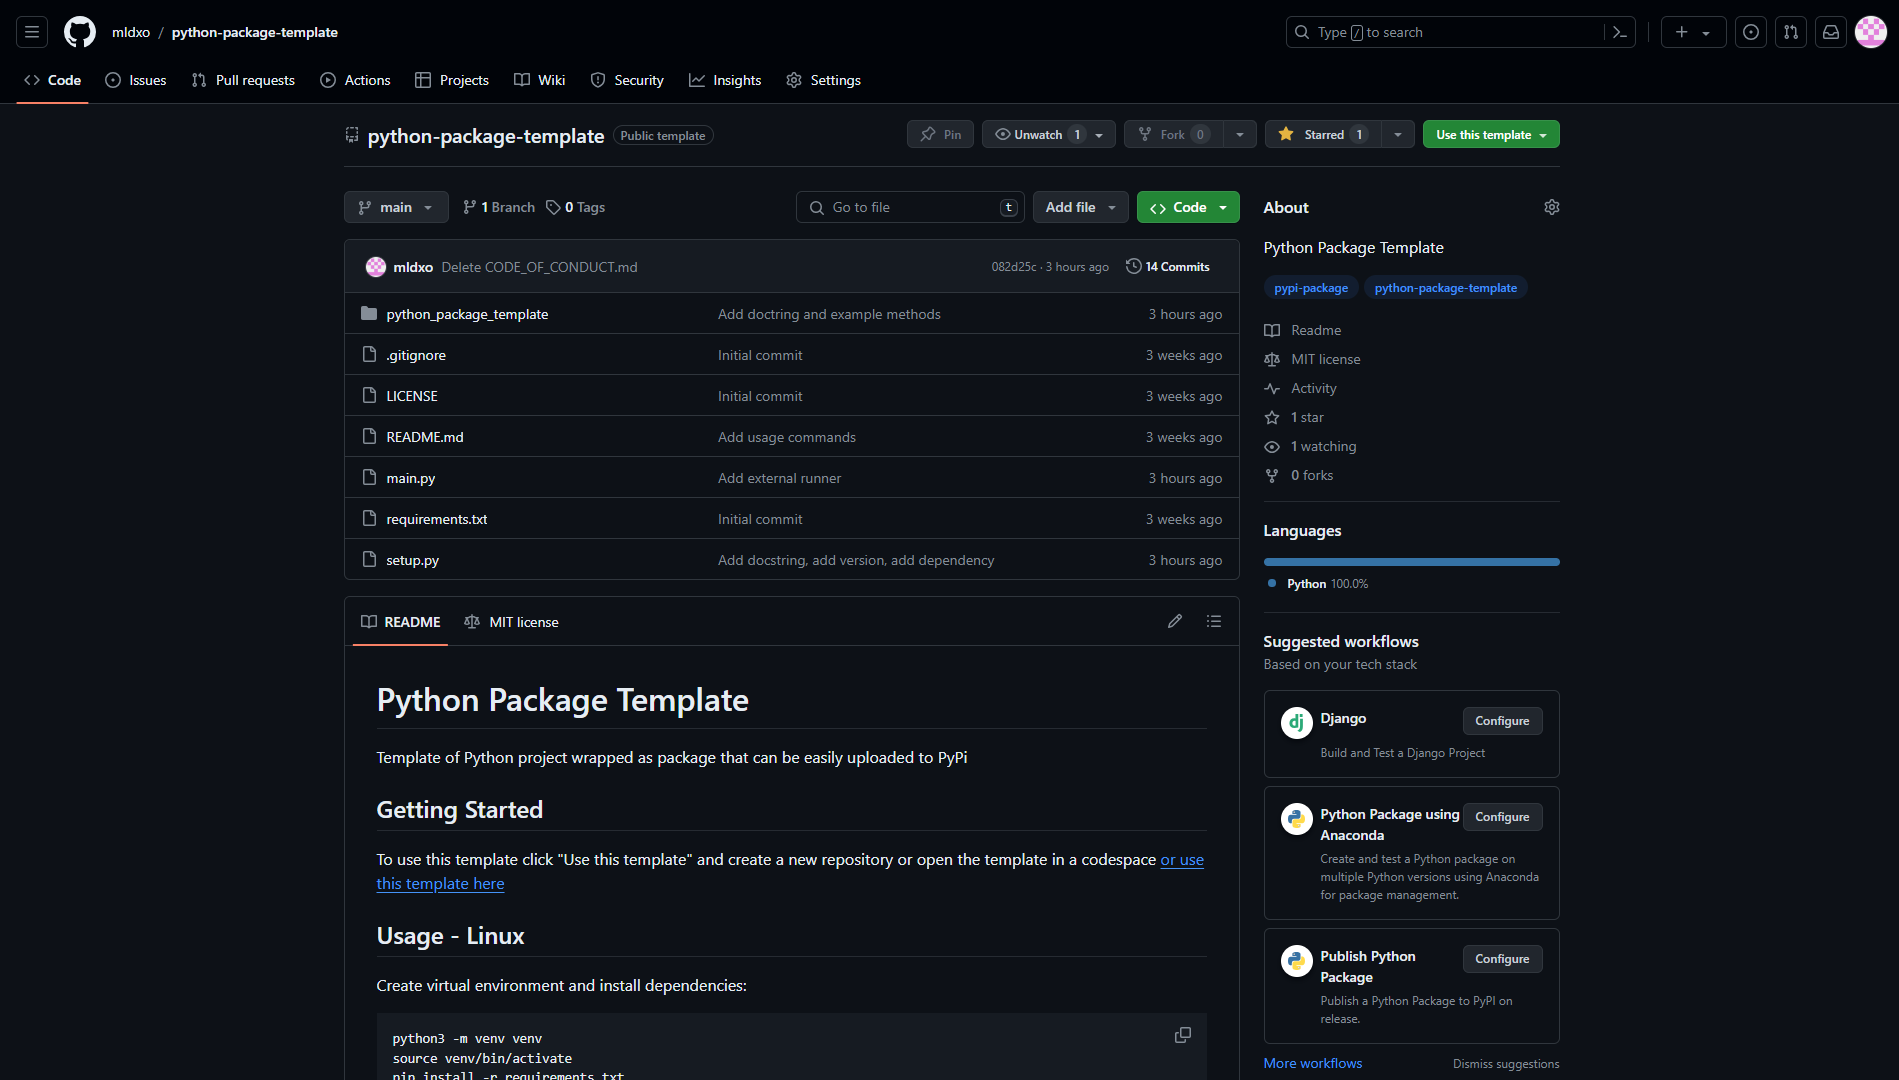 mldxo / python-package-template
Type / to search
Code Issues Pull requests Actions Projects Wiki Security Insights Settings
python-package-template Public template
Pin Unwatch 1 Fork 0 Starred 1 Use this template
main 1 Branch 0 Tags Go to file t Add file Code
mldxo Delete CODE_OF_CONDUCT.md 082d25c · 3 hours ago 14 Commits
python_package_template Add doctring and example methods 3 hours ago
.gitignore Initial commit 3 weeks ago
LICENSE Initial commit 3 weeks ago
README.md Add usage commands 3 weeks ago
main.py Add external runner 3 hours ago
requirements.txt Initial commit 3 weeks ago
setup.py Add docstring, add version, add dependency 3 hours ago
README MIT license
Python Package Template
Template of Python project wrapped as package that can be easily uploaded to PyPi
Getting Started
To use this template click "Use this template" and create a new repository or open the template in a codespace or use
this template here
Usage - Linux
Create virtual environment and install dependencies:
python3 -m venv venv
source venv/bin/activate
pip install -r requirements.txt
About
Python Package Template
pypi-package python-package-template
Readme
MIT license
Activity
1 star
1 watching
0 forks
Languages
Python 100.0%
Suggested workflows
Based on your tech stack
dj Django Configure
Build and Test a Django Project
Python Package using Configure
Anaconda
Create and test a Python package on
multiple Python versions using Anaconda
for package management.
Publish Python Configure
Package
Publish a Python Package to PyPI on
release.
More workflows Dismiss suggestions